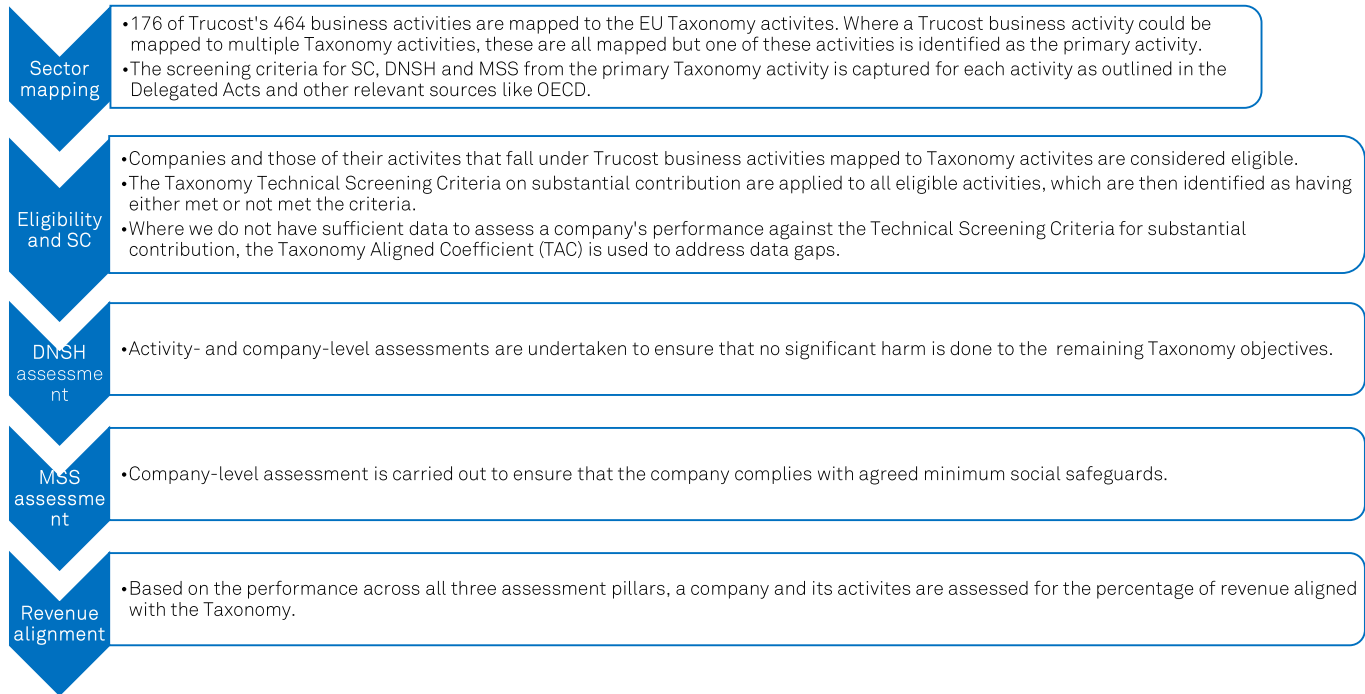 Sector
mapping
•176 of Trucost's 464 business activities are mapped to the EU Taxonomy activites. Where a Trucost business activity could be
mapped to multiple Taxonomy activities, these are all mapped but one of these activities is identified as the primary activity.
•The screening criteria for SC, DNSH and MSS from the primary Taxonomy activity is captured for each activity as outlined in the
Delegated Acts and other relevant sources like OECD.
Eligibility
and SC
•Companies and those of their activites that fall under Trucost business activities mapped to Taxonomy activites are considered eligible.
•The Taxonomy Technical Screening Criteria on substantial contribution are applied to all eligible activities, which are then identified as having
either met or not met the criteria.
•Where we do not have sufficient data to assess a company's performance against the Technical Screening Criteria for substantial
contribution, the Taxonomy Aligned Coefficient (TAC) is used to address data gaps.
DNSH
assessme
nt
•Activity- and company-level assessments are undertaken to ensure that no significant harm is done to the remaining Taxonomy objectives.
MSS
assessme
nt
•Company-level assessment is carried out to ensure that the company complies with agreed minimum social safeguards.
Revenue
alignment
•Based on the performance across all three assessment pillars, a company and its activites are assessed for the percentage of revenue aligned
with the Taxonomy.